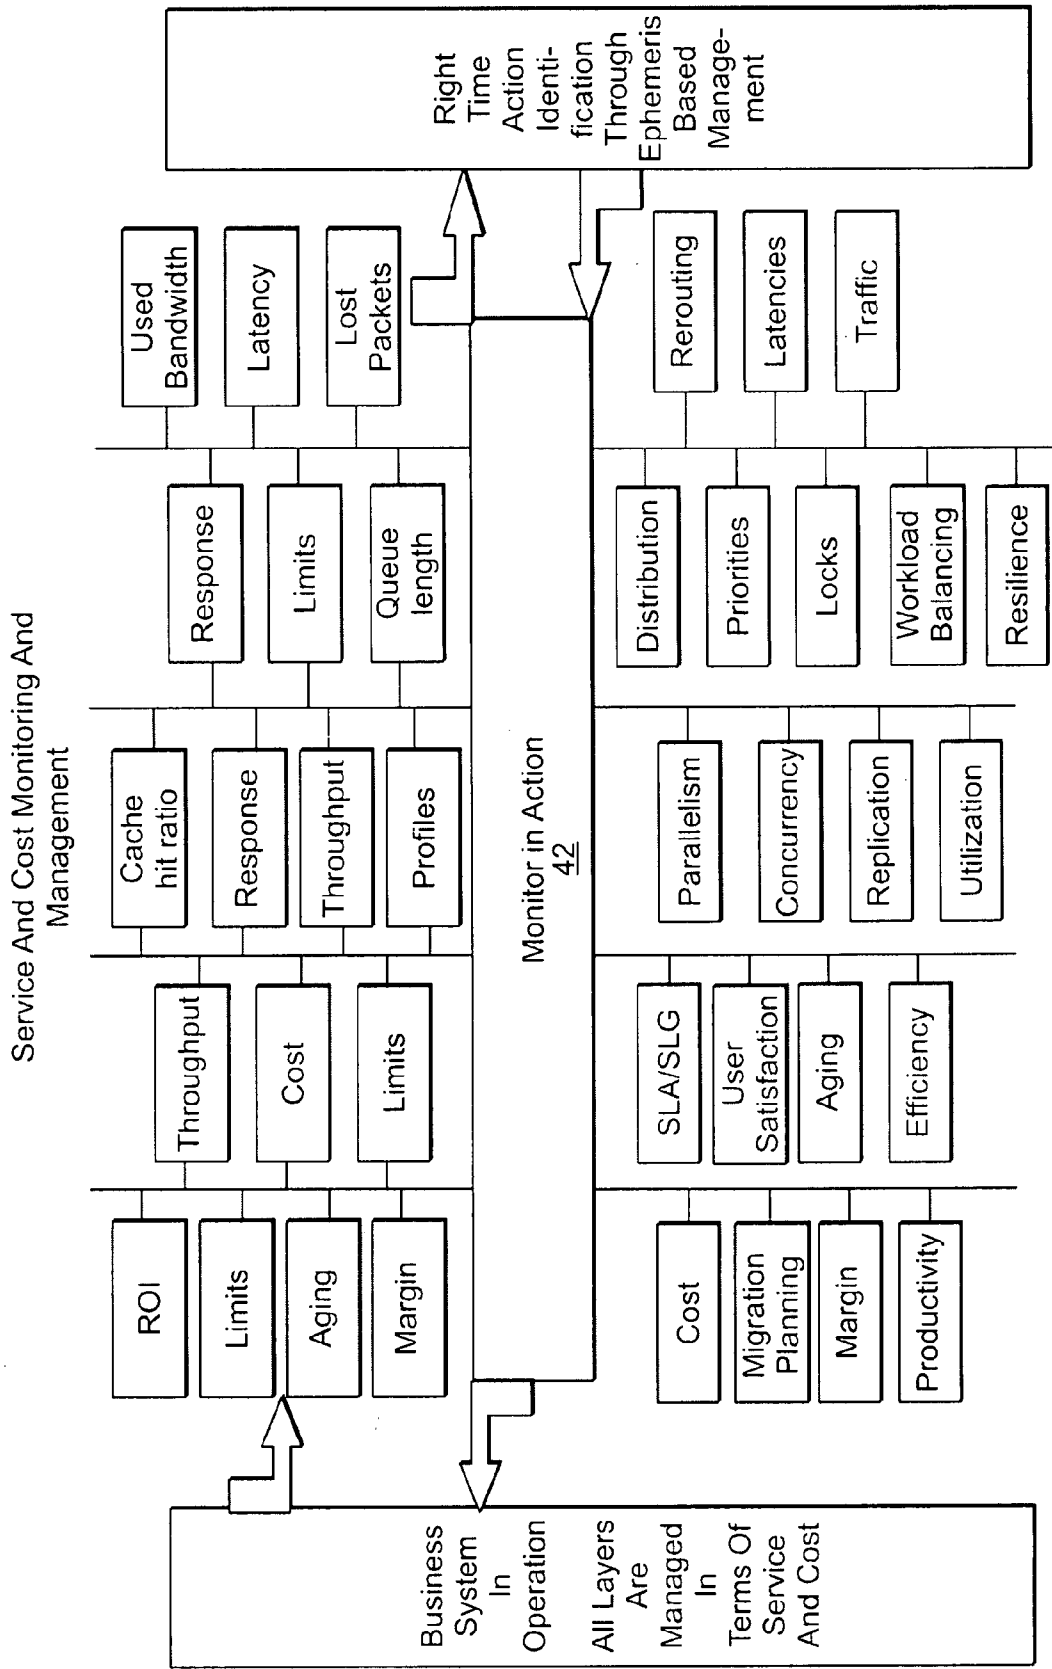 Service And Cost Monitoring And
Management
Business
System
In
Operation
All Layers
Are
Managed
In
Terms Of
Service
And Cost
ROI
Limits
Aging
Margin
Throughput
Cost
Limits
Cache
hit ratio
Response
Throughput
Profiles
Response
Limits
Queue
length
Used
Bandwidth
Latency
Lost
Packets
Monitor in Action
42
Cost
Migration
Planning
Margin
Productivity
SLA/SLG
User
Satisfaction
Aging
Efficiency
Parallelism
Concurrency
Replication
Utilization
Distribution
Priorities
Locks
Workload
Balancing
Resilience
Rerouting
Latencies
Traffic
Right
Time
Action
Identi-
fication
Through
Ephemeris
Based
Manage-
ment